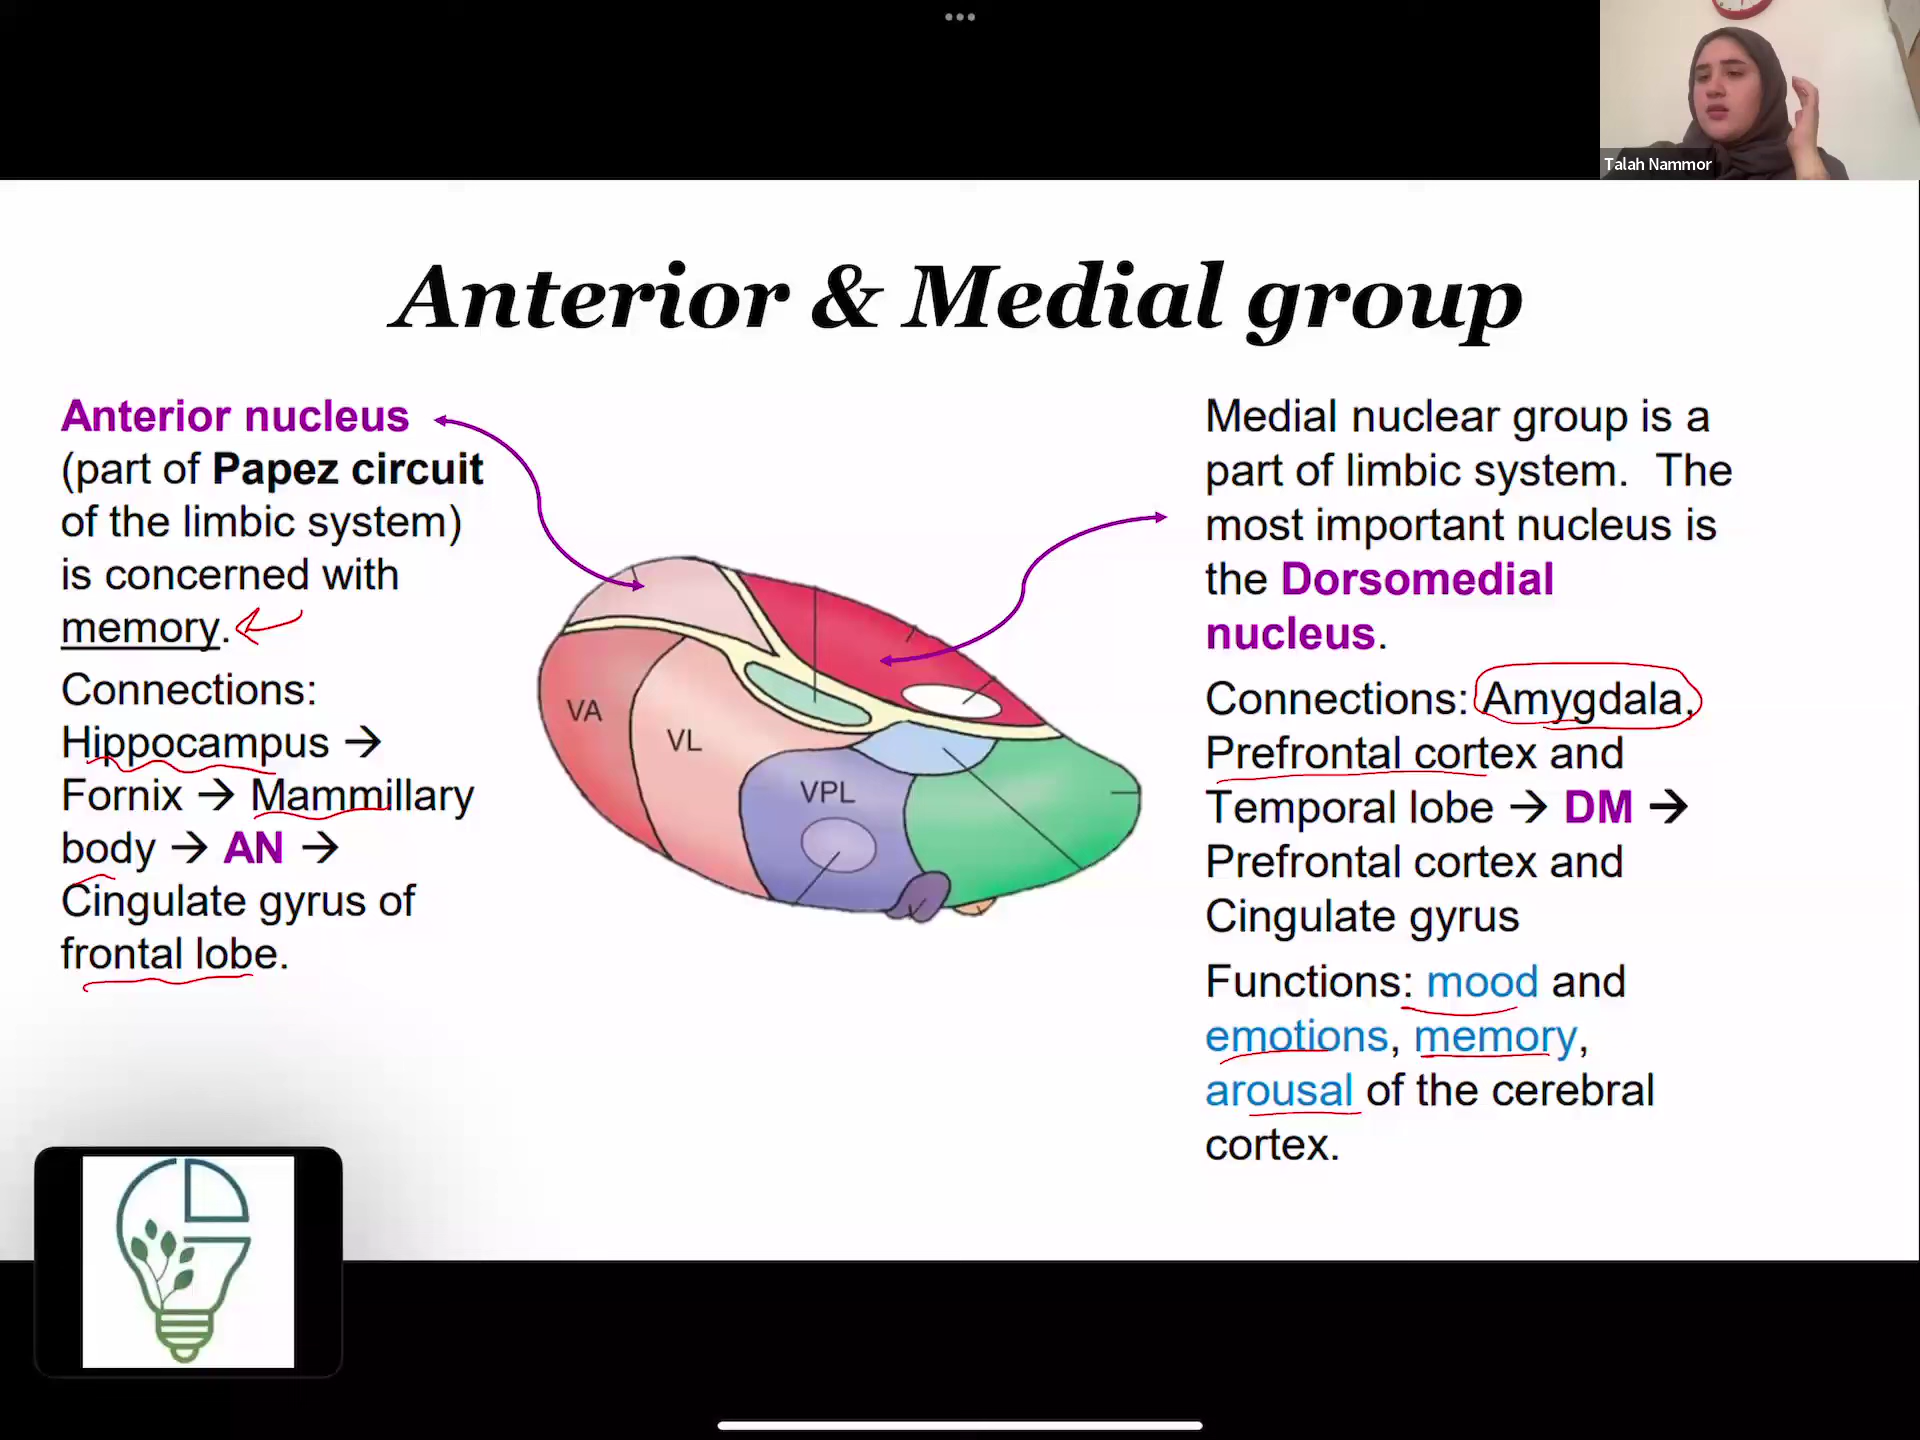 Talah Nammor
Anterior & Medial group
Anterior nucleus
(part of Papez circuit
of the limbic system)
is concerned with
memory.
Connections:
Hippocampus →
Fornix → Mammillary
body → AN →
Cingulate gyrus of
frontal lobe.
VA
VL
VPL
Medial nuclear group is a
part of limbic system. The
most important nucleus is
the Dorsomedial
nucleus.
Connections: Amygdala,
Prefrontal cortex and
Temporal lobe → DM →
Prefrontal cortex and
Cingulate gyrus
Functions: mood and
emotions, memory,
arousal of the cerebral
cortex.